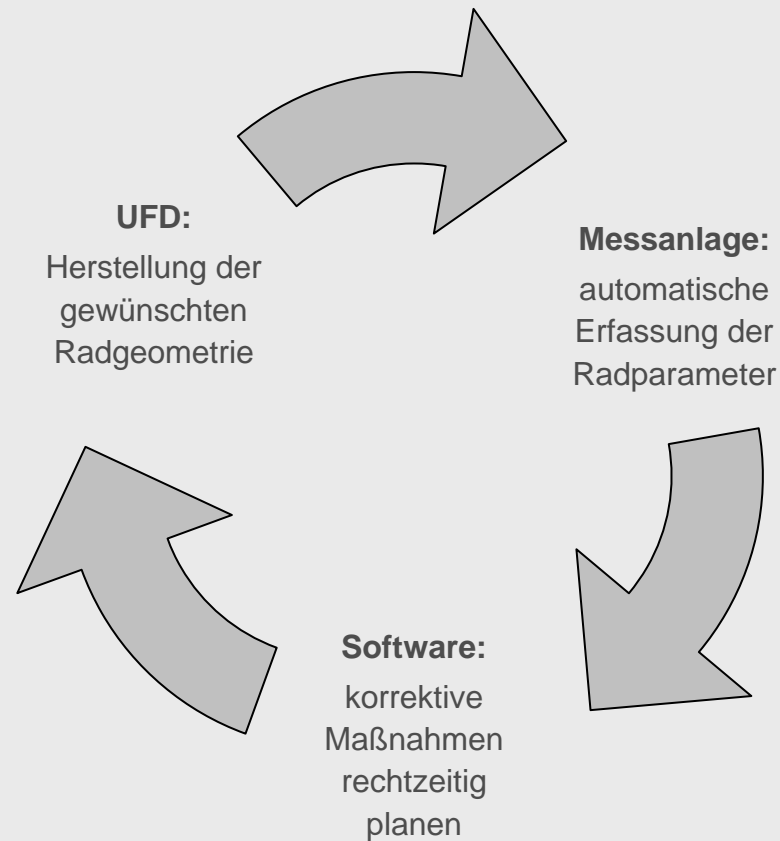 UFD:
Herstellung der
gewünschten
Radgeometrie
Messanlage:
automatische
Erfassung der
Radparameter
Software:
korrektive
Maßnahmen
rechtzeitig
planen